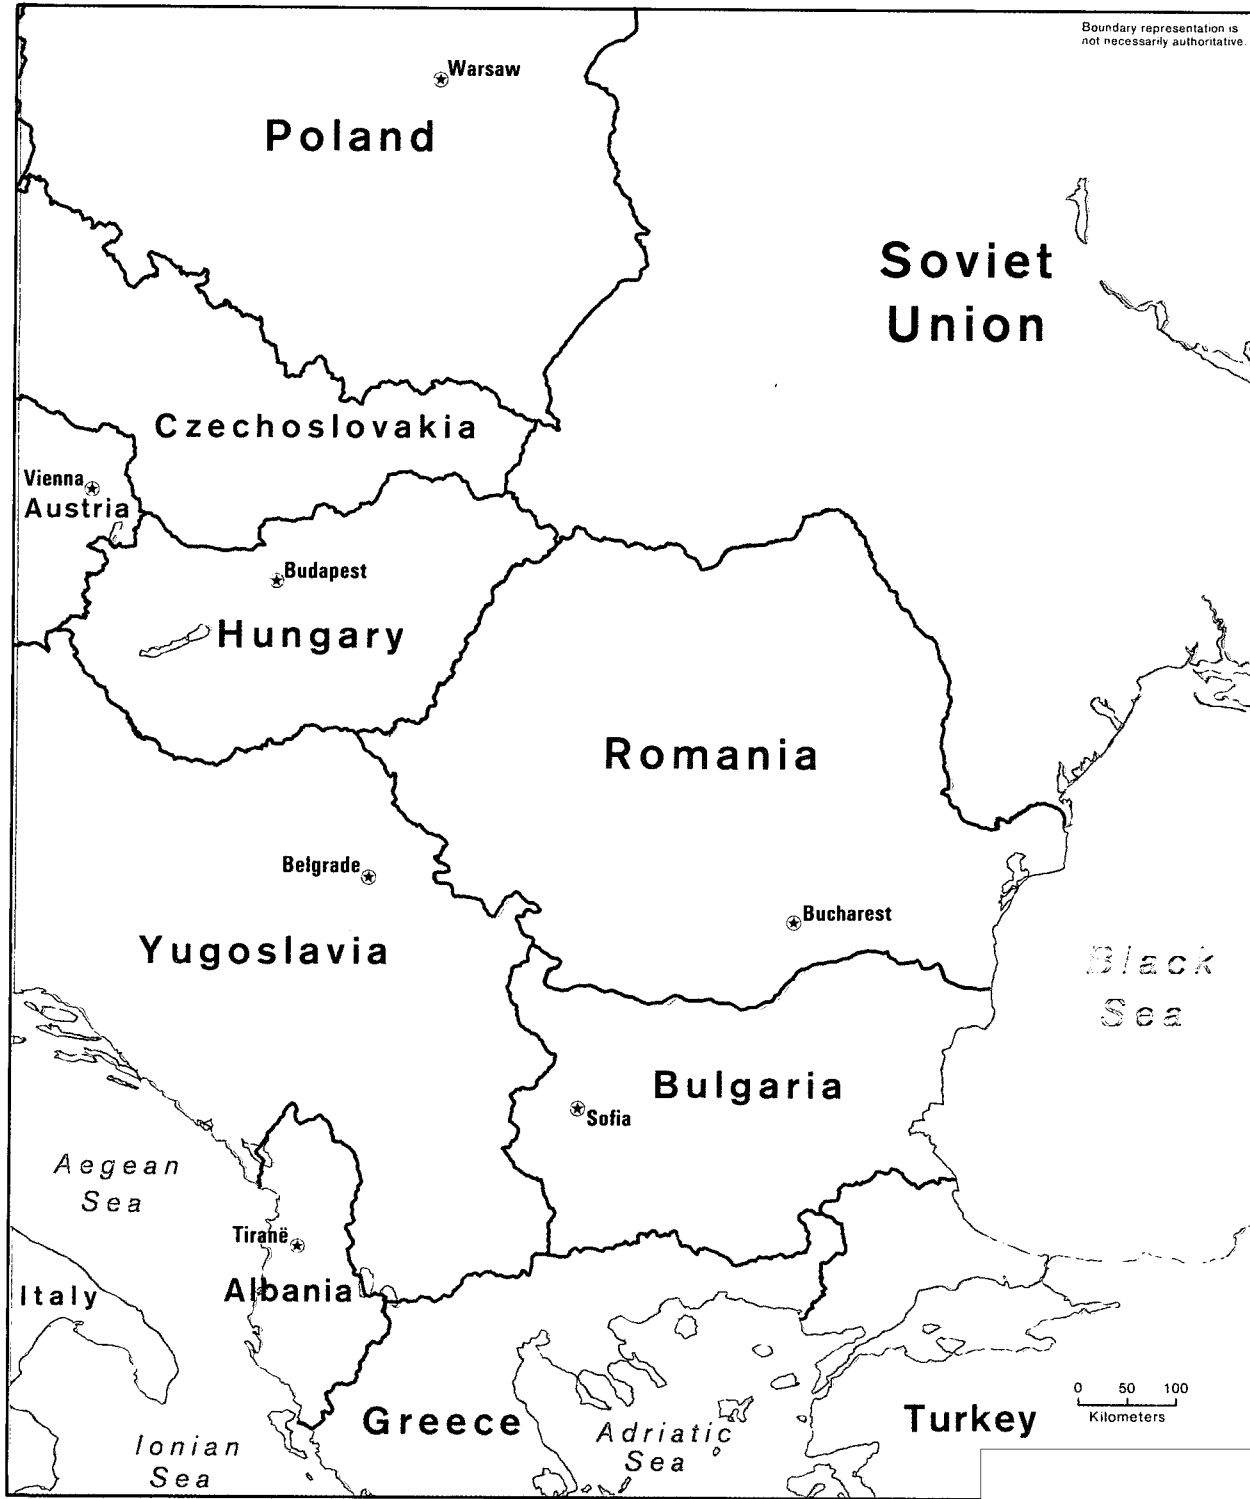 Boundary representation is
not necessarily authoritative.
Warsaw
Poland
Soviet
Union
Czechoslovakia
Vienna
Austria
Budapest
Hungary
Romania
Belgrade
Bucharest
Yugoslavia
Black
Sea
Bulgaria
Sofia
Aegean
Sea
Tiranë
Albania
Italy
0 50 100
Kilometers
Greece
Turkey
Adriatic
Sea
Ionian
Sea